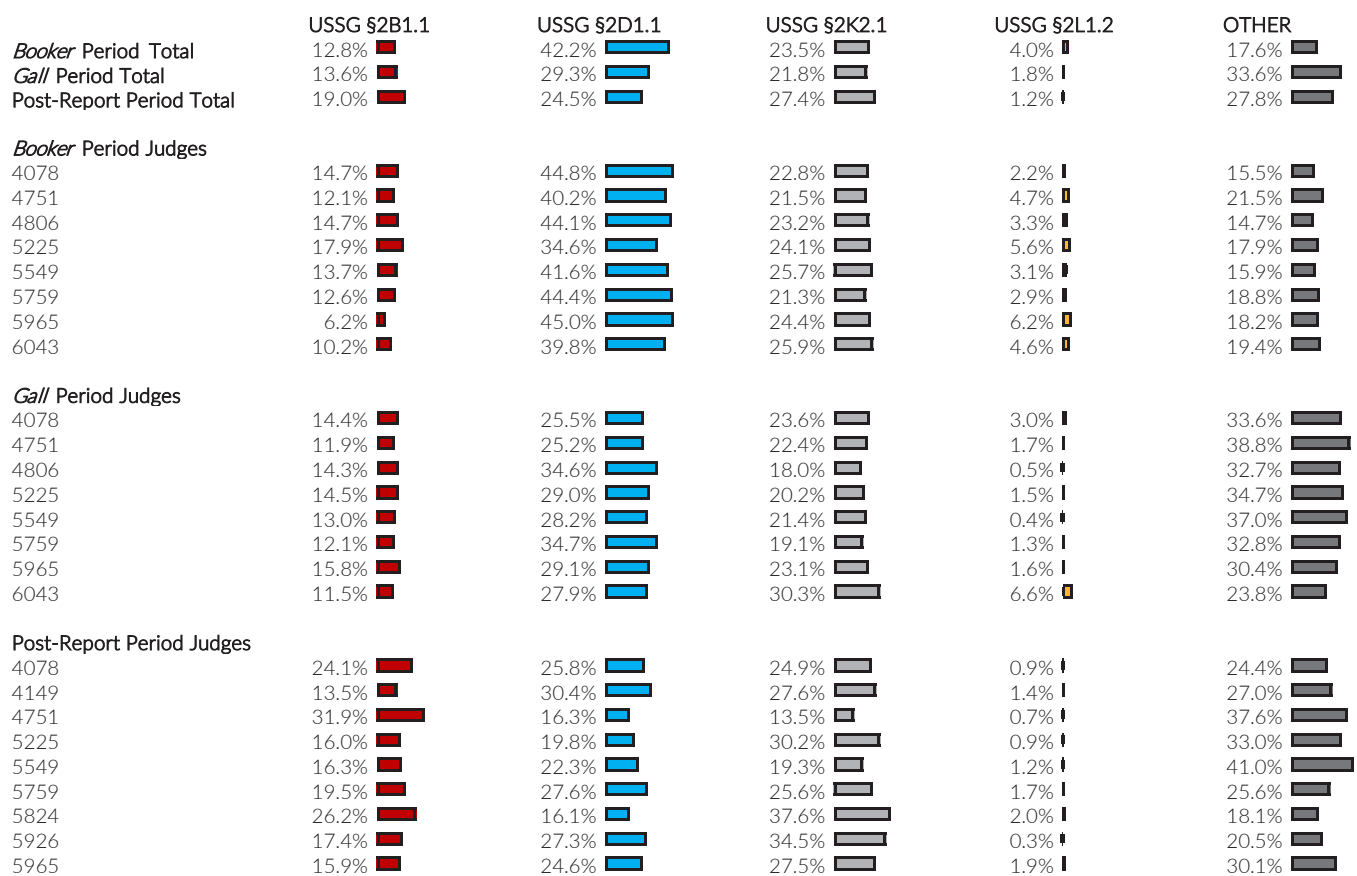 USSG §2B1.1 USSG §2D1.1 USSG §2K2.1 USSG §2L1.2 OTHER
Booker Period Total 12.8% 42.2% 23.5% 4.0% 17.6%
Gall Period Total 13.6% 29.3% 21.8% 1.8% 33.6%
Post-Report Period Total 19.0% 24.5% 27.4% 1.2% 27.8%
Booker Period Judges
4078 14.7% 44.8% 22.8% 2.2% 15.5%
4751 12.1% 40.2% 21.5% 4.7% 21.5%
4806 14.7% 44.1% 23.2% 3.3% 14.7%
5225 17.9% 34.6% 24.1% 5.6% 17.9%
5549 13.7% 41.6% 25.7% 3.1% 15.9%
5759 12.6% 44.4% 21.3% 2.9% 18.8%
5965 6.2% 45.0% 24.4% 6.2% 18.2%
6043 10.2% 39.8% 25.9% 4.6% 19.4%
Gall Period Judges
4078 14.4% 25.5% 23.6% 3.0% 33.6%
4751 11.9% 25.2% 22.4% 1.7% 38.8%
4806 14.3% 34.6% 18.0% 0.5% 32.7%
5225 14.5% 29.0% 20.2% 1.5% 34.7%
5549 13.0% 28.2% 21.4% 0.4% 37.0%
5759 12.1% 34.7% 19.1% 1.3% 32.8%
5965 15.8% 29.1% 23.1% 1.6% 30.4%
6043 11.5% 27.9% 30.3% 6.6% 23.8%
Post-Report Period Judges
4078 24.1% 25.8% 24.9% 0.9% 24.4%
4149 13.5% 30.4% 27.6% 1.4% 27.0%
4751 31.9% 16.3% 13.5% 0.7% 37.6%
5225 16.0% 19.8% 30.2% 0.9% 33.0%
5549 16.3% 22.3% 19.3% 1.2% 41.0%
5759 19.5% 27.6% 25.6% 1.7% 25.6%
5824 26.2% 16.1% 37.6% 2.0% 18.1%
5926 17.4% 27.3% 34.5% 0.3% 20.5%
5965 15.9% 24.6% 27.5% 1.9% 30.1%